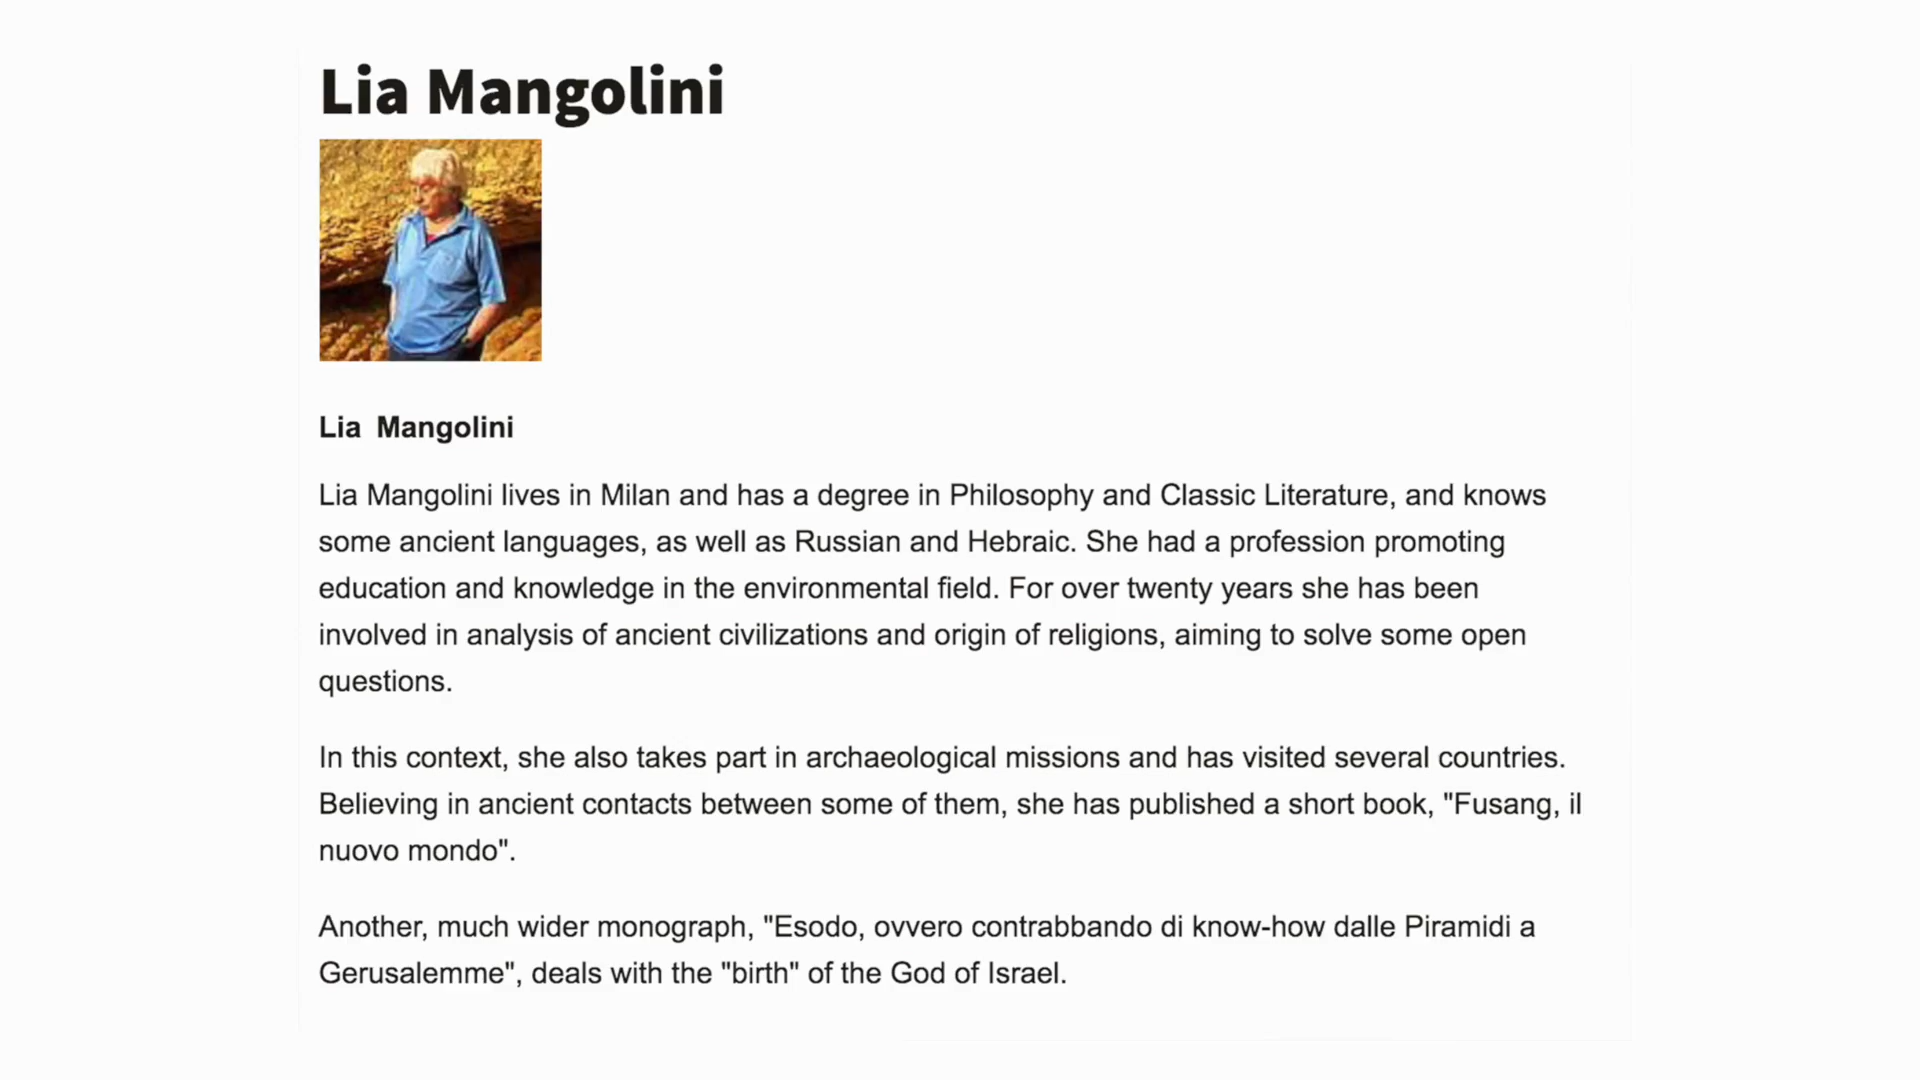 Lia Mangolini
Lia Mangolini
Lia Mangolini lives in Milan and has a degree in Philosophy and Classic Literature, and knows
some ancient languages, as well as Russian and Hebraic. She had a profession promoting
education and knowledge in the environmental field. For over twenty years she has been
involved in analysis of ancient civilizations and origin of religions, aiming to solve some open
questions.
In this context, she also takes part in archaeological missions and has visited several countries.
Believing in ancient contacts between some of them, she has published a short book, "Fusang, il
nuovo mondo".
Another, much wider monograph, "Esodo, ovvero contrabbando di know-how dalle Piramidi a
Gerusalemme", deals with the "birth" of the God of Israel.